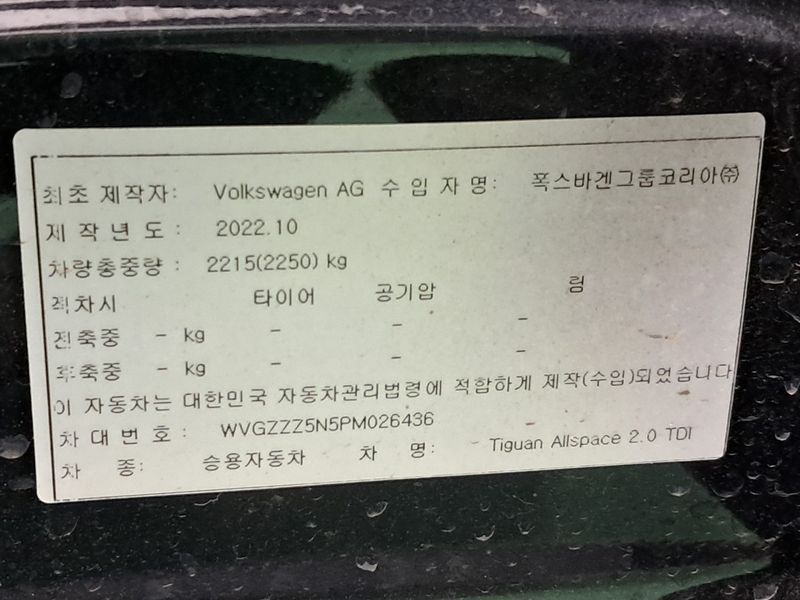 최초 제작자: Volkswagen AG 수 입 자 명: 폭스바겐그룹코리아㈜
제 작 년 도 : 2022.10
차량총중량 : 2215(2250) kg
적차시 타이어 공기압 림
전축중 - kg - - -
후축중 - kg - - -
이 자동차는 대한민국 자동차관리법령에 적합하게 제작(수입)되었습니다
차 대 번 호 : WVGZZZ5N5PM026436
차 종: 승용자동차 차 명: Tiguan Allspace 2.0 TDI